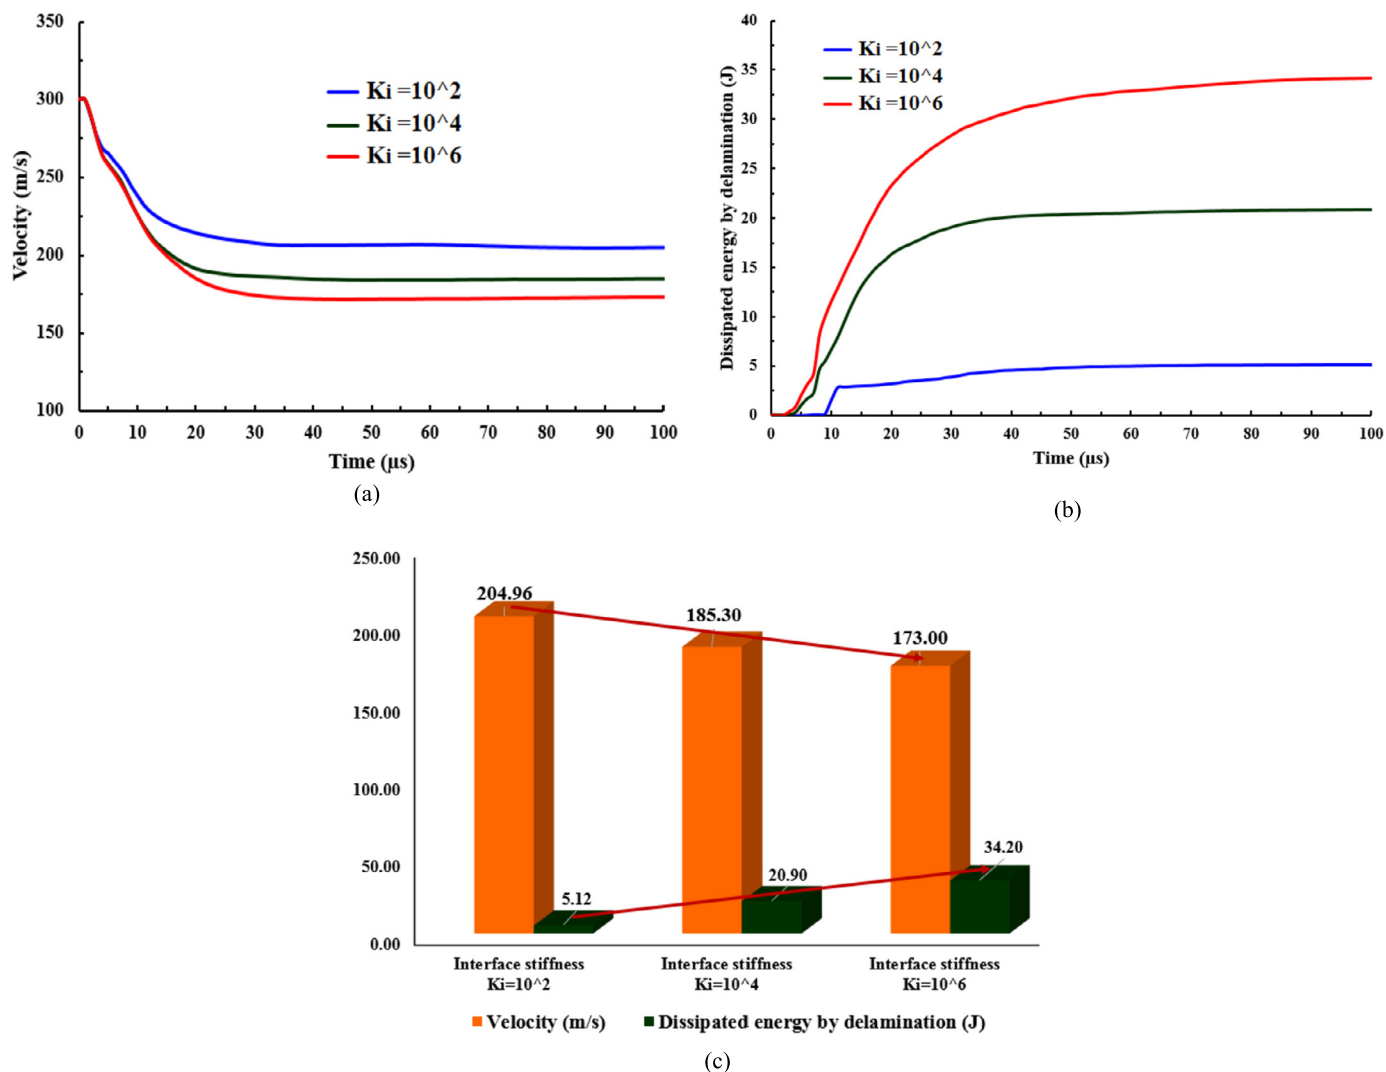 350
300
250
200
150
100
Velocity (m/s)
Ki =10^2
Ki =10^4
Ki =10^6
0 10 20 30 40 50 60 70 80 90 100
Time (μs)
(a)
40
35
30
25
20
15
10
5
0
Dissipated energy by delamination (J)
Ki =10^2
Ki =10^4
Ki =10^6
0 10 20 30 40 50 60 70 80 90 100
Time (μs)
(b)
250.00
200.00
150.00
100.00
50.00
0.00
204.96
185.30
173.00
5.12
20.90
34.20
Interface stiffness
Ki=10^2
Interface stiffness
Ki=10^4
Interface stiffness
Ki=10^6
Velocity (m/s)
Dissipated energy by delamination (J)
(c)